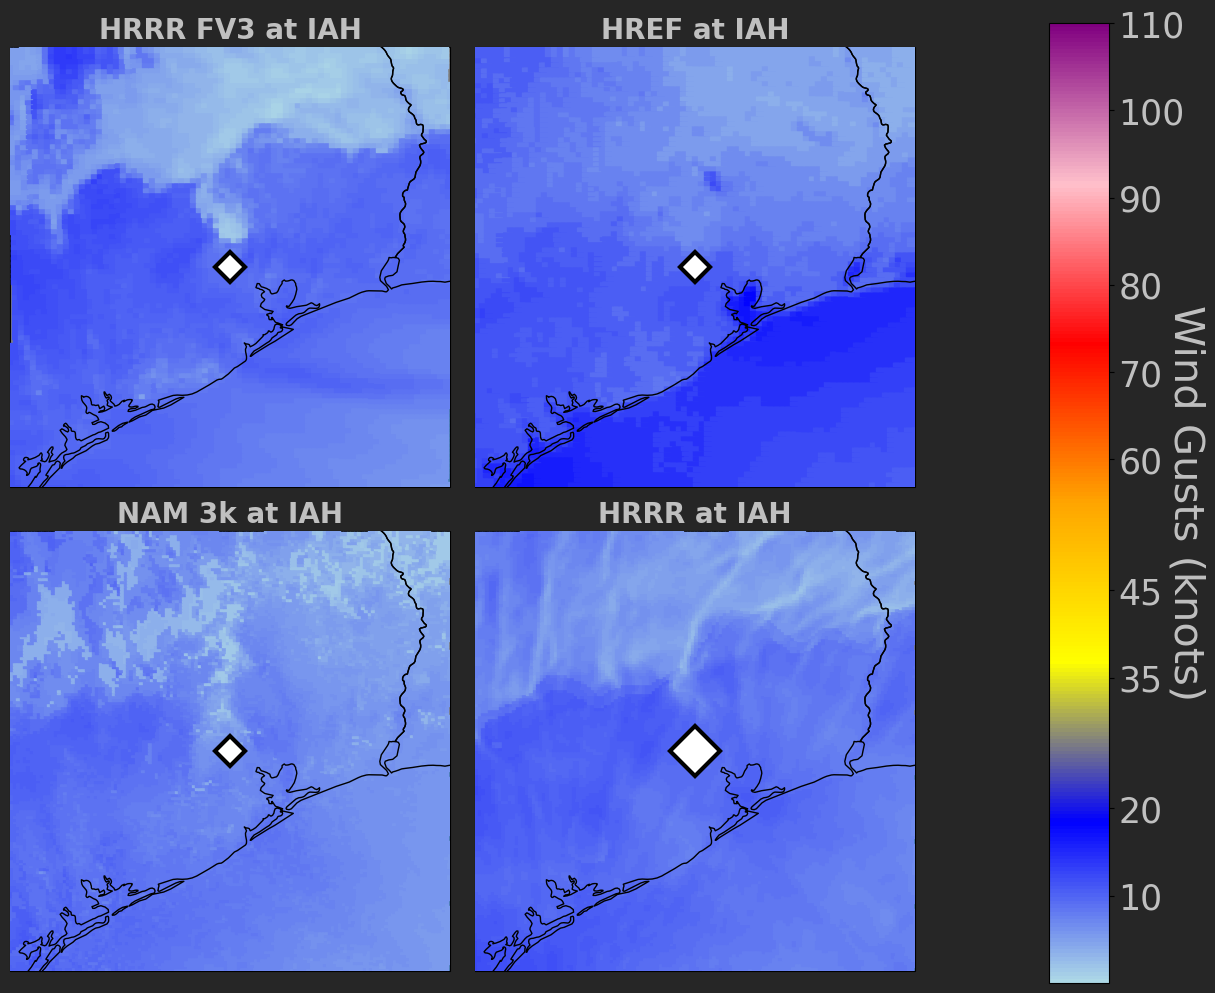 HRRR FV3 at IAH
HREF at IAH
NAM 3k at IAH
HRRR at IAH
110
100
90
80
70
60
45
35
20
10
Wind Gusts (knots)